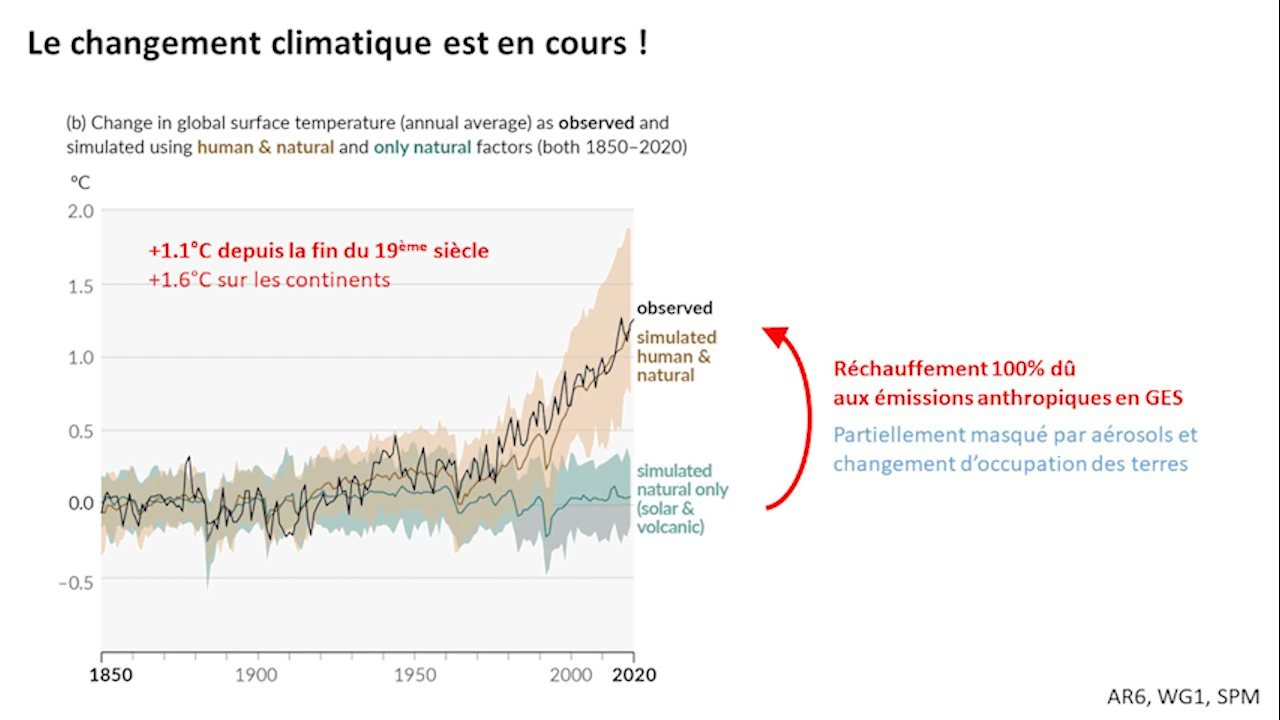 Le changement climatique est en cours !
(b) Change in global surface temperature (annual average) as observed and
simulated using human & natural and only natural factors (both 1850–2020)
°C
2.0
1.5
1.0
0.5
0.0
–0.5
+1.1°C depuis la fin du 19ème siècle
+1.6°C sur les continents
observed
simulated
human &
natural
simulated
natural only
(solar &
volcanic)
1850
1900
1950
2000
2020
Réchauffement 100% dû
aux émissions anthropiques en GES
Partiellement masqué par aérosols et
changement d’occupation des terres
AR6, WG1, SPM